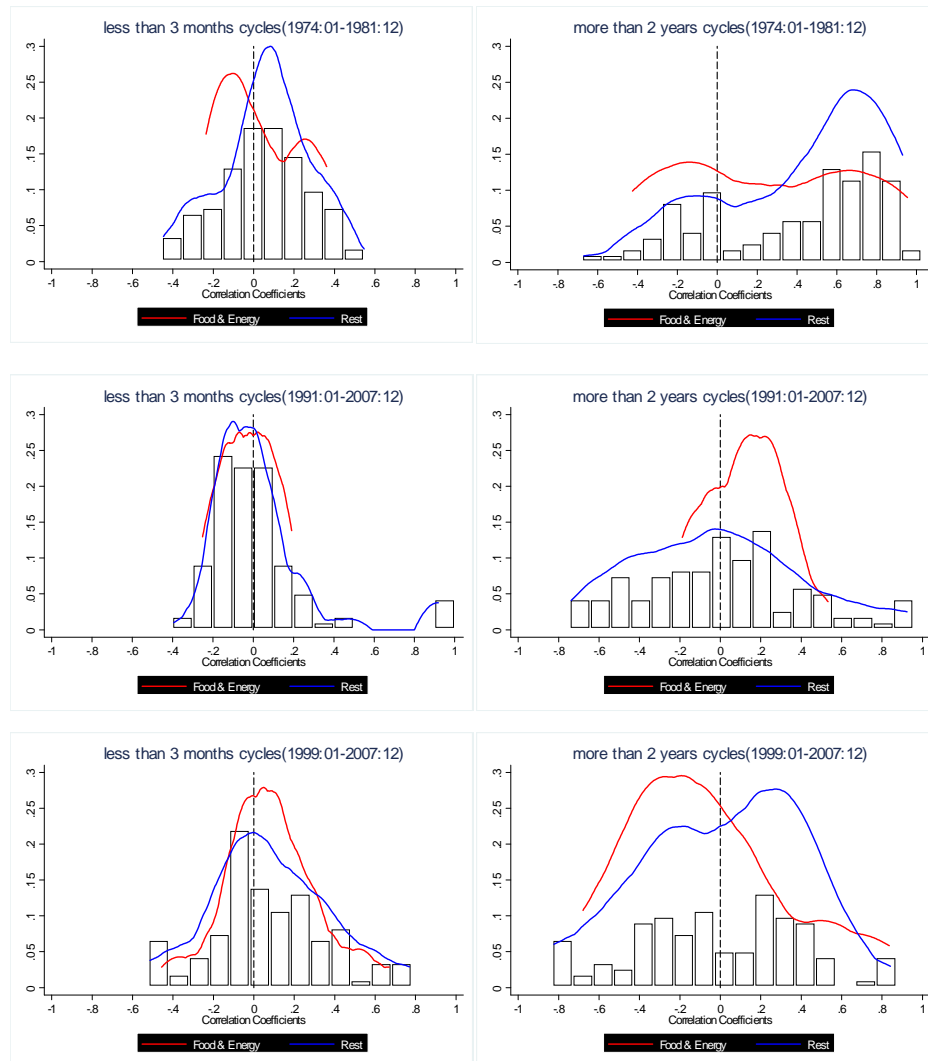 less than 3 months cycles(1974:01-1981:12)
0 .05 .1 .15 .2 .25 .3
-1 -.8 -.6 -.4 -.2 0 .2 .4 .6 .8 1
Correlation Coefficients
Food & Energy Rest
more than 2 years cycles(1974:01-1981:12)
0 .05 .1 .15 .2 .25 .3
-1 -.8 -.6 -.4 -.2 0 .2 .4 .6 .8 1
Correlation Coefficients
Food & Energy Rest
less than 3 months cycles(1991:01-2007:12)
0 .05 .1 .15 .2 .25 .3
-1 -.8 -.6 -.4 -.2 0 .2 .4 .6 .8 1
Correlation Coefficients
Food & Energy Rest
more than 2 years cycles(1991:01-2007:12)
0 .05 .1 .15 .2 .25 .3
-1 -.8 -.6 -.4 -.2 0 .2 .4 .6 .8 1
Correlation Coefficients
Food & Energy Rest
less than 3 months cycles(1999:01-2007:12)
0 .05 .1 .15 .2 .25 .3
-1 -.8 -.6 -.4 -.2 0 .2 .4 .6 .8 1
Correlation Coefficients
Food & Energy Rest
more than 2 years cycles(1999:01-2007:12)
0 .05 .1 .15 .2 .25 .3
-1 -.8 -.6 -.4 -.2 0 .2 .4 .6 .8 1
Correlation Coefficients
Food & Energy Rest